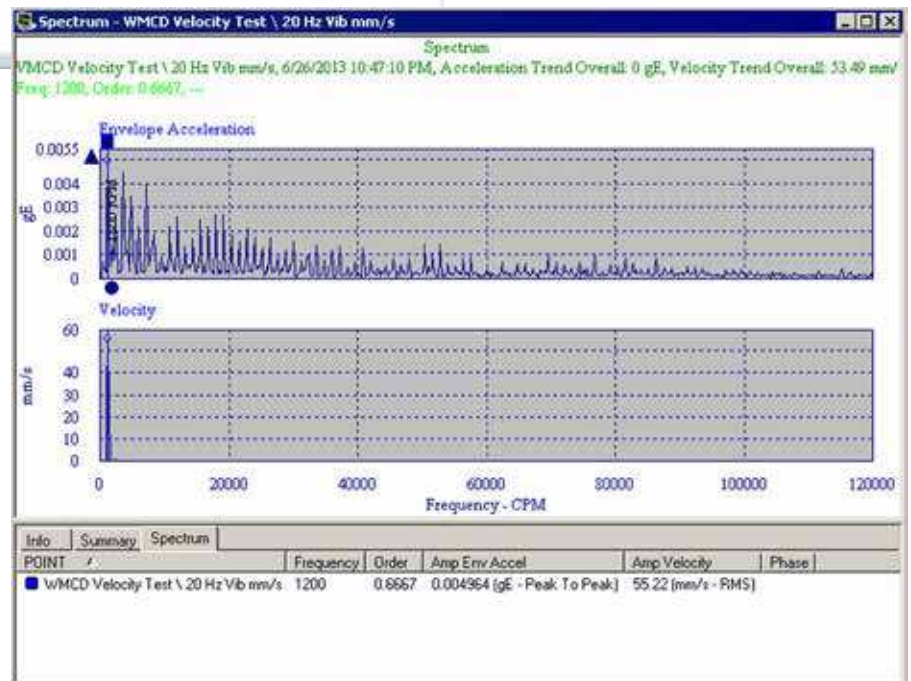 Spectrum - WMCD Velocity Test \ 20 Hz Vib mm/s
Spectrum
VMCD Velocity Test \ 20 Hz Vib mm/s, 6/26/2013 10:47:10 PM, Acceleration Trend Overall: 0 gE, Velocity Trend Overall: 53.49 mm/
Freq: 1200, Order: 0.6667, ---
Envelope Acceleration
0.0055
0.004
0.003
0.002
0.001
0
gE
Velocity
60
40
30
20
10
0
mm/s
0 20000 40000 60000 80000 100000 120000
Frequency - CPM
Info Summary Spectrum
POINT / Frequency Order Amp Env Accel Amp Velocity Phase
WMCD Velocity Test \ 20 Hz Vib mm/s 1200 0.6667 0.004964 (gE - Peak To Peak) 55.22 (mm/s - RMS)